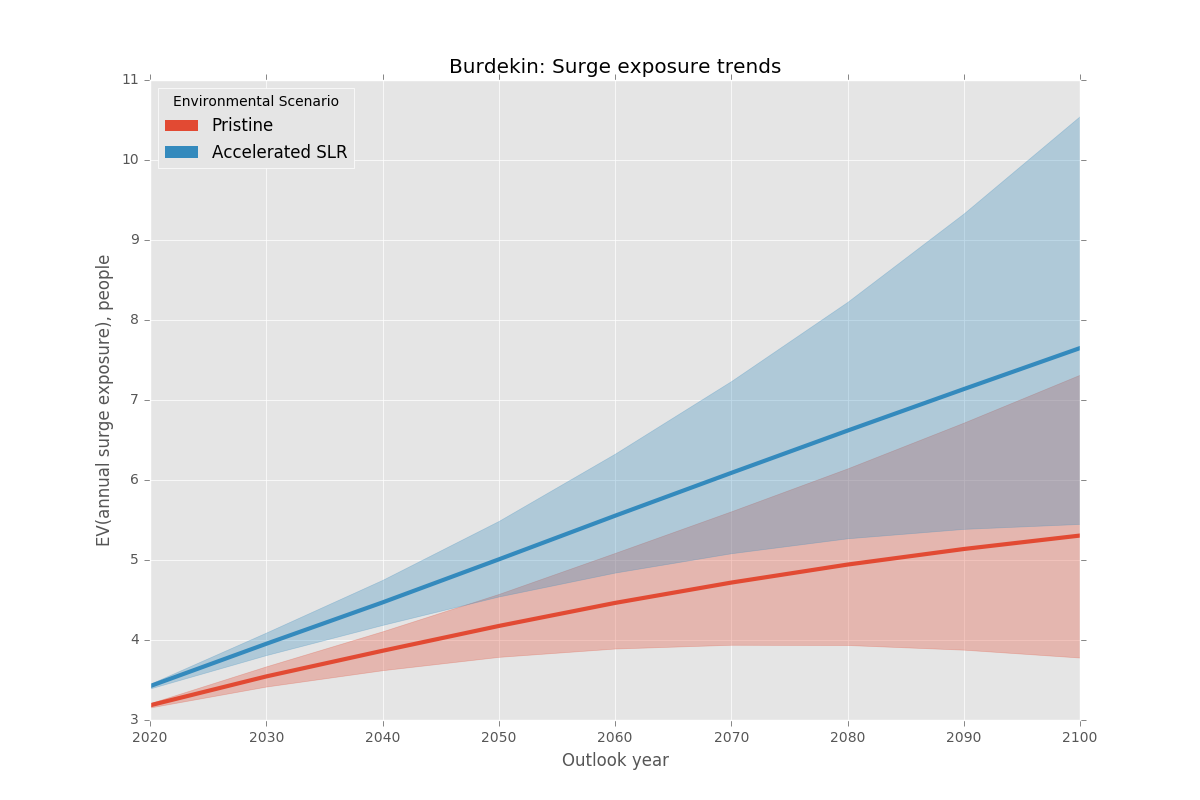 Burdekin: Surge exposure trends
Environmental Scenario
Pristine
Accelerated SLR
EV(annual surge exposure), people
11
10
9
8
7
6
5
4
3
2020 2030 2040 2050 2060 2070 2080 2090 2100
Outlook year